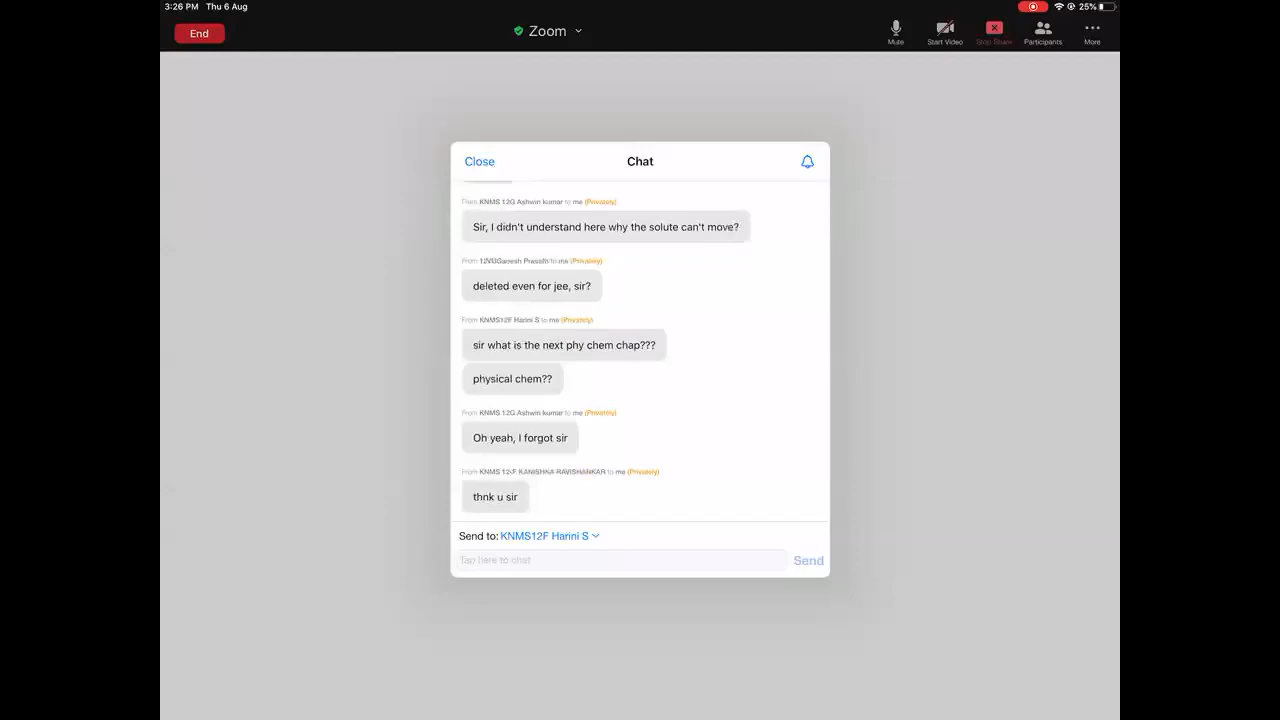 3:26 PM Thu 6 Aug
25%
End
Zoom
Mute
Start Video
Stop Share
Participants
More
Close
Chat
From KNMS 12G Ashwin kumar to me (Privately)
Sir, I didn't understand here why the solute can't move?
From Ganesh Prasath to me (Privately)
deleted even for jee, sir?
From KNMS12F Harini S to me (Privately)
sir what is the next phy chem chap???
physical chem??
From KNMS 12G Ashwin kumar to me (Privately)
Oh yeah, I forgot sir
From KNMS 12-F KANISHKA RAVISHANKAR to me (Privately)
thnk u sir
Send to: KNMS12F Harini S
Tap here to chat
Send